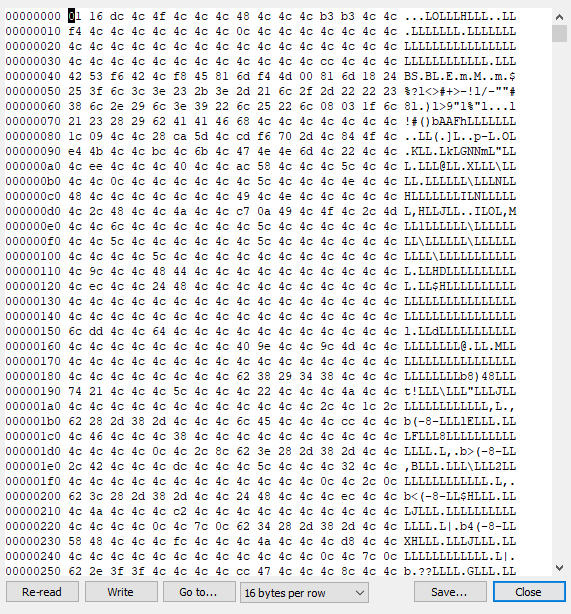 00000000 01 16 dc 4c 4f 4c 4c 4c 48 4c 4c 4c b3 b3 4c 4c ...LOLLLHLLL..LL
00000010 f4 4c 4c 4c 4c 4c 4c 4c 0c 4c 4c 4c 4c 4c 4c 4c .LLLLLLL.LLLLLLL
00000020 4c 4c 4c 4c 4c 4c 4c 4c 4c 4c 4c 4c 4c 4c 4c 4c LLLLLLLLLLLLLLLL
00000030 4c 4c 4c 4c 4c 4c 4c 4c 4c 4c 4c 4c cc 4c 4c 4c LLLLLLLLLLLL.LLL
00000040 42 53 f6 42 4c f8 45 81 6d f4 4d 00 81 6d 18 24 BS.BL.E.m.M..m.$
00000050 25 3f 6c 3c 3e 23 2b 3e 2d 21 6c 2f 2d 22 22 23 %?l<>#+>-!l/-""#
00000060 38 6c 2e 29 6c 3e 39 22 6c 25 22 6c 08 03 1f 6c 8l.)l>9"l%"l...l
00000070 21 23 28 29 62 41 41 46 68 4c 4c 4c 4c 4c 4c 4c !#()bAAFhLLLLLLL
00000080 1c 09 4c 4c 28 ca 5d 4c cd f6 70 2d 4c 84 4f 4c ..LL(.]L..p-L.OL
00000090 e4 4b 4c 4c bc 4c 6b 4c 47 4e 4e 6d 4c 22 4c 4c .KLL.LkLGNNmL"LL
000000a0 4c ee 4c 4c 4c 40 4c 4c ac 58 4c 4c 4c 5c 4c 4c L.LLL@LL.XLLL\LL
000000b0 4c 4c 0c 4c 4c 4c 4c 4c 4c 5c 4c 4c 4c 4e 4c 4c LL.LLLLLL\LLLNLL
000000c0 48 4c 4c 4c 4c 4c 4c 4c 49 4c 4e 4c 4c 4c 4c 4c HLLLLLLLILNLLLLL
000000d0 4c 2c 48 4c 4c 4a 4c 4c c7 0a 49 4c 4f 4c 2c 4d L,HLLJLL..ILOL,M
000000e0 4c 4c 6c 4c 4c 4c 4c 4c 4c 5c 4c 4c 4c 4c 4c 4c LLlLLLLLL\LLLLLL
000000f0 4c 4c 5c 4c 4c 4c 4c 4c 4c 5c 4c 4c 4c 4c 4c 4c LL\LLLLLL\LLLLLL
00000100 4c 4c 4c 4c 5c 4c 4c 4c 4c 4c 4c 4c 4c 4c 4c 4c LLLL\LLLLLLLLLLL
00000110 4c 9c 4c 4c 48 44 4c 4c 4c 4c 4c 4c 4c 4c 4c 4c L.LLHDLLLLLLLLLL
00000120 4c ec 4c 4c 24 48 4c 4c 4c 4c 4c 4c 4c 4c 4c 4c L.LL$HLLLLLLLLLL
00000130 4c 4c 4c 4c 4c 4c 4c 4c 4c 4c 4c 4c 4c 4c 4c 4c LLLLLLLLLLLLLLLL
00000140 4c 4c 4c 4c 4c 4c 4c 4c 4c 4c 4c 4c 4c 4c 4c 4c LLLLLLLLLLLLLLLL
00000150 6c dd 4c 4c 64 4c 4c 4c 4c 4c 4c 4c 4c 4c 4c 4c l.LLdLLLLLLLLLLL
00000160 4c 4c 4c 4c 4c 4c 4c 4c 40 9e 4c 4c 9c 4d 4c 4c LLLLLLLL@.LL.MLL
00000170 4c 4c 4c 4c 4c 4c 4c 4c 4c 4c 4c 4c 4c 4c 4c 4c LLLLLLLLLLLLLLLL
00000180 4c 4c 4c 4c 4c 4c 4c 4c 62 38 29 34 38 4c 4c 4c LLLLLLLLb8)48LLL
00000190 74 21 4c 4c 4c 5c 4c 4c 4c 22 4c 4c 4c 4a 4c 4c t!LLL\LLL"LLLJLL
000001a0 4c 4c 4c 4c 4c 4c 4c 4c 4c 4c 4c 4c 2c 4c 1c 2c LLLLLLLLLLLL,L.,
000001b0 62 28 2d 38 2d 4c 4c 4c 6c 45 4c 4c 4c cc 4c 4c b(-8-LLLlELLL.LL
000001c0 4c 46 4c 4c 4c 38 4c 4c 4c 4c 4c 4c 4c 4c 4c 4c LFLLL8LLLLLLLLLL
000001d0 4c 4c 4c 4c 0c 4c 2c 8c 62 3e 28 2d 38 2d 4c 4c LLLL.L,.b>(-8-LL
000001e0 2c 42 4c 4c 4c dc 4c 4c 4c 5c 4c 4c 4c 32 4c 4c ,BLLL.LLL\LLL2LL
000001f0 4c 4c 4c 4c 4c 4c 4c 4c 4c 4c 4c 4c 0c 4c 2c 0c LLLLLLLLLLLL.L,.
00000200 62 3c 28 2d 38 2d 4c 4c 24 48 4c 4c 4c ec 4c 4c b<(-8-LL$HLLL.LL
00000210 4c 4a 4c 4c 4c c2 4c 4c 4c 4c 4c 4c 4c 4c 4c 4c LJLLL.LLLLLLLLLL
00000220 4c 4c 4c 4c 0c 4c 7c 0c 62 34 28 2d 38 2d 4c 4c LLLL.L|.b4(-8-LL
00000230 58 48 4c 4c 4c fc 4c 4c 4c 4a 4c 4c 4c d8 4c 4c XHLLL.LLLJLLL.LL
00000240 4c 4c 4c 4c 4c 4c 4c 4c 4c 4c 4c 4c 0c 4c 7c 0c LLLLLLLLLLLL.L|.
00000250 62 2e 3f 3f 4c 4c 4c 4c cc 47 4c 4c 4c 8c 4c 4c b.??LLLL.GLLL.LL
Re-read Write Go to... 16 bytes per row Save... Close